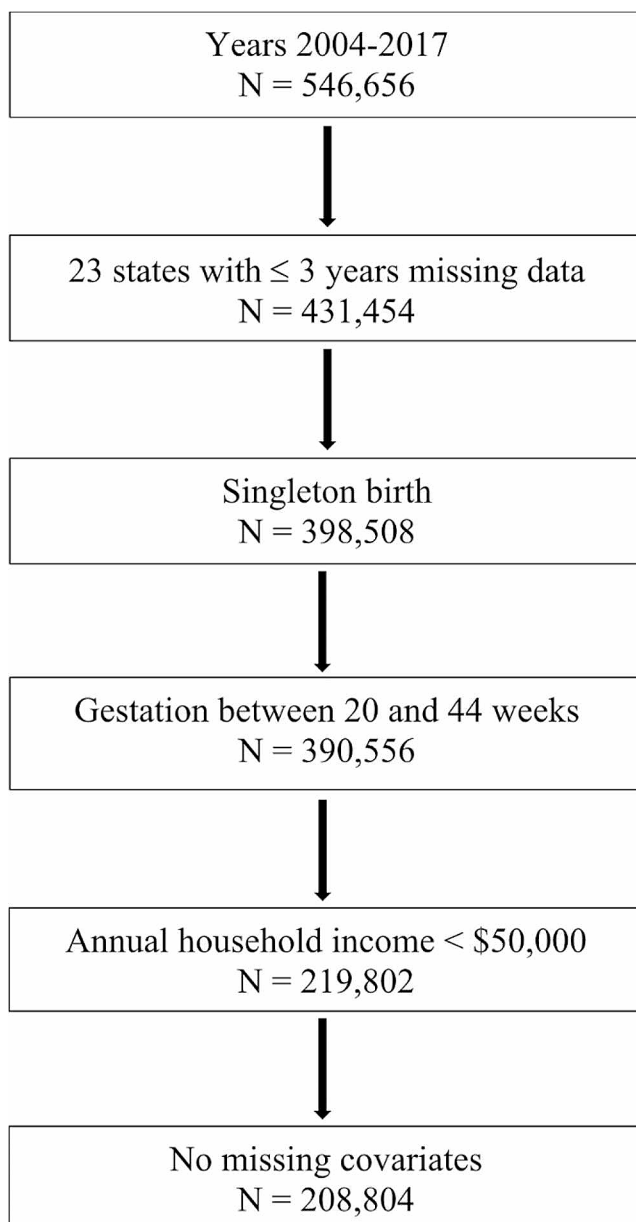 Years 2004-2017
N = 546,656
23 states with ≤ 3 years missing data
N = 431,454
Singleton birth
N = 398,508
Gestation between 20 and 44 weeks
N = 390,556
Annual household income < $50,000
N = 219,802
No missing covariates
N = 208,804